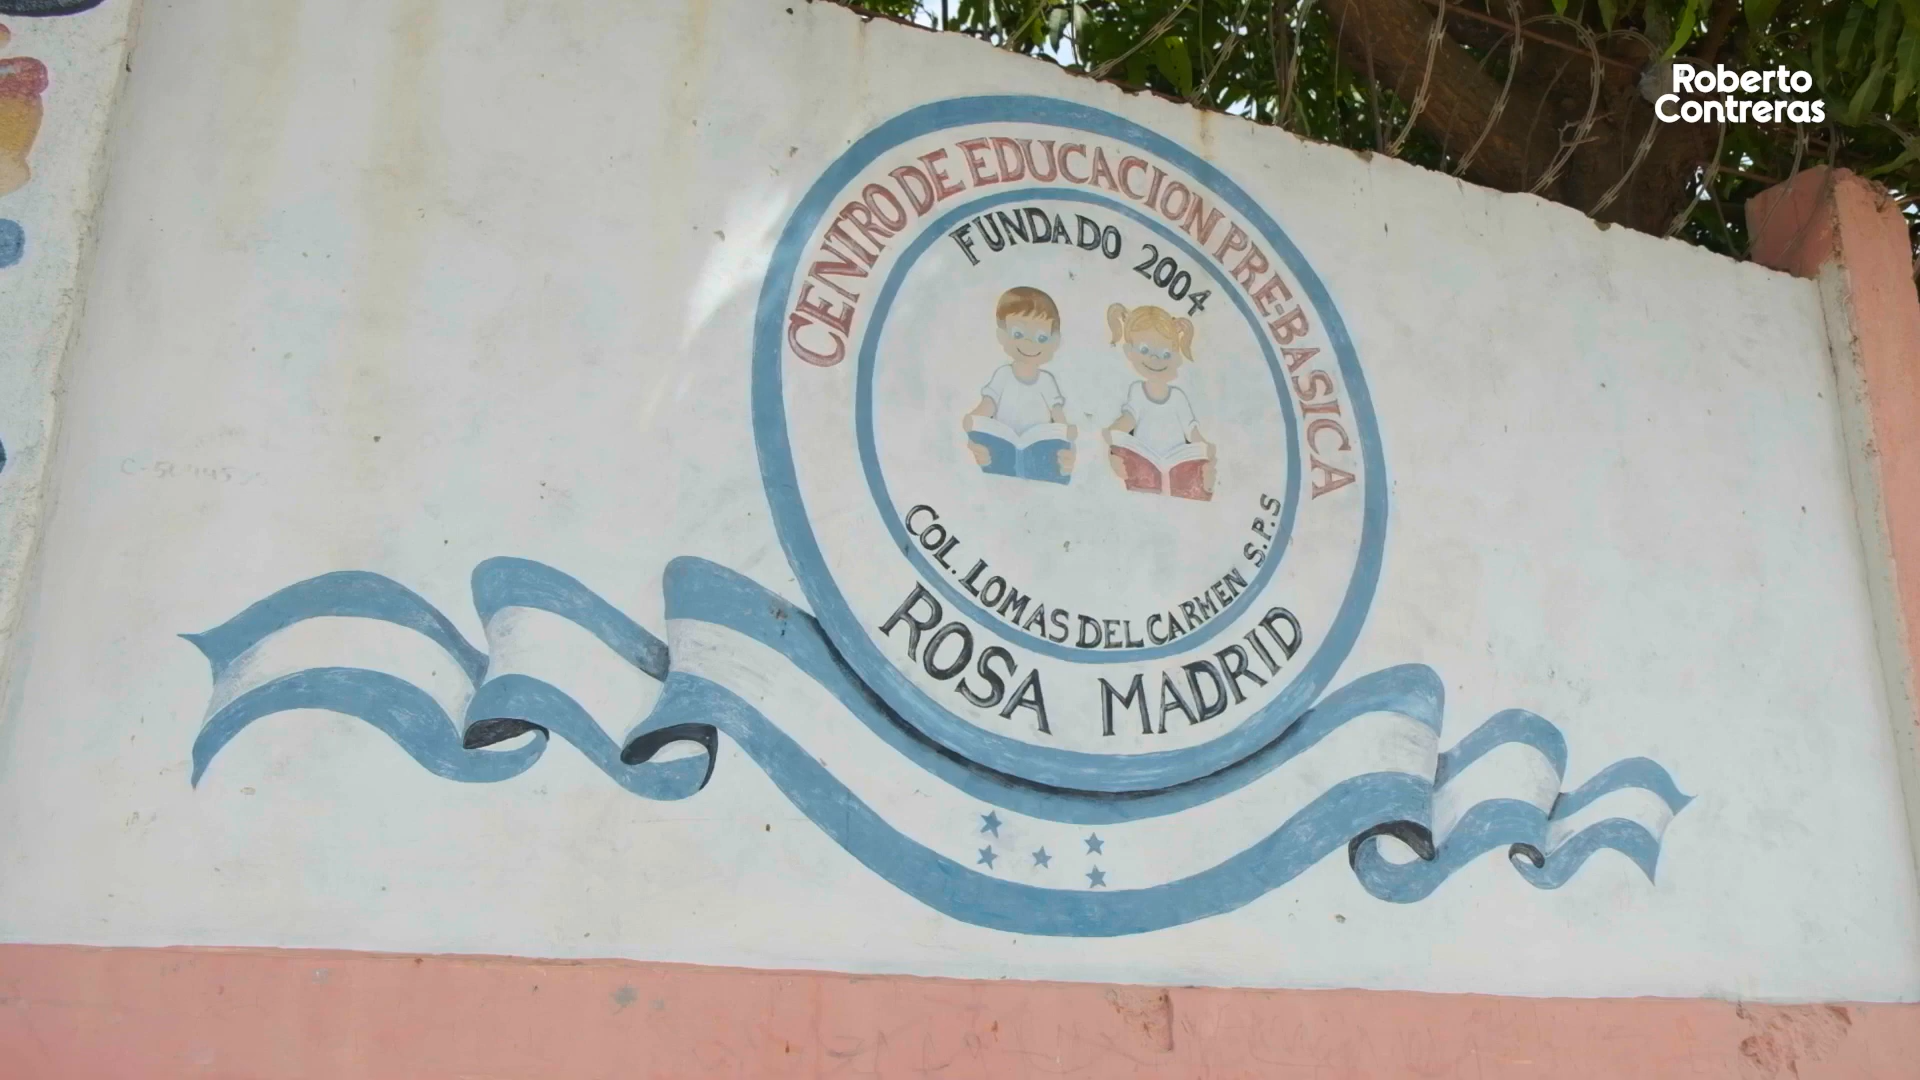 Roberto
Contreras
CENTRO DE EDUCACION PRE-BASICA
FUNDADO 2004
COL. LOMAS DEL CARMEN S.P.S
ROSA MADRID